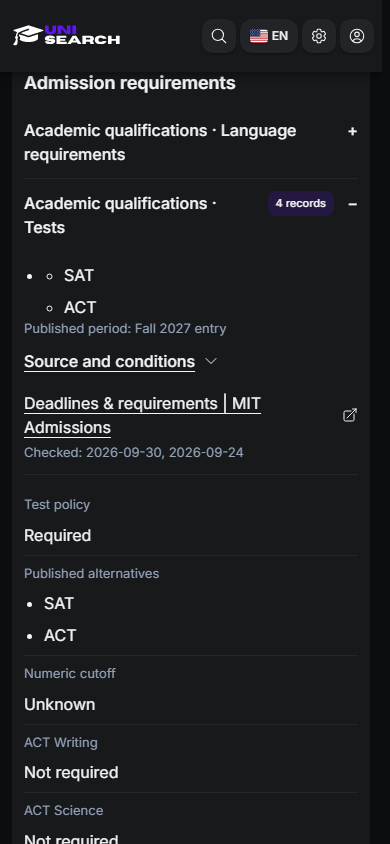 UNI
SEARCH
EN
Admission requirements
Academic qualifications · Language
requirements
+
Academic qualifications ·
Tests
4 records
−
SAT
ACT
Published period: Fall 2027 entry
Source and conditions
Deadlines & requirements | MIT
Admissions
Checked: 2026-09-30, 2026-09-24
Test policy
Required
Published alternatives
SAT
ACT
Numeric cutoff
Unknown
ACT Writing
Not required
ACT Science
Not required